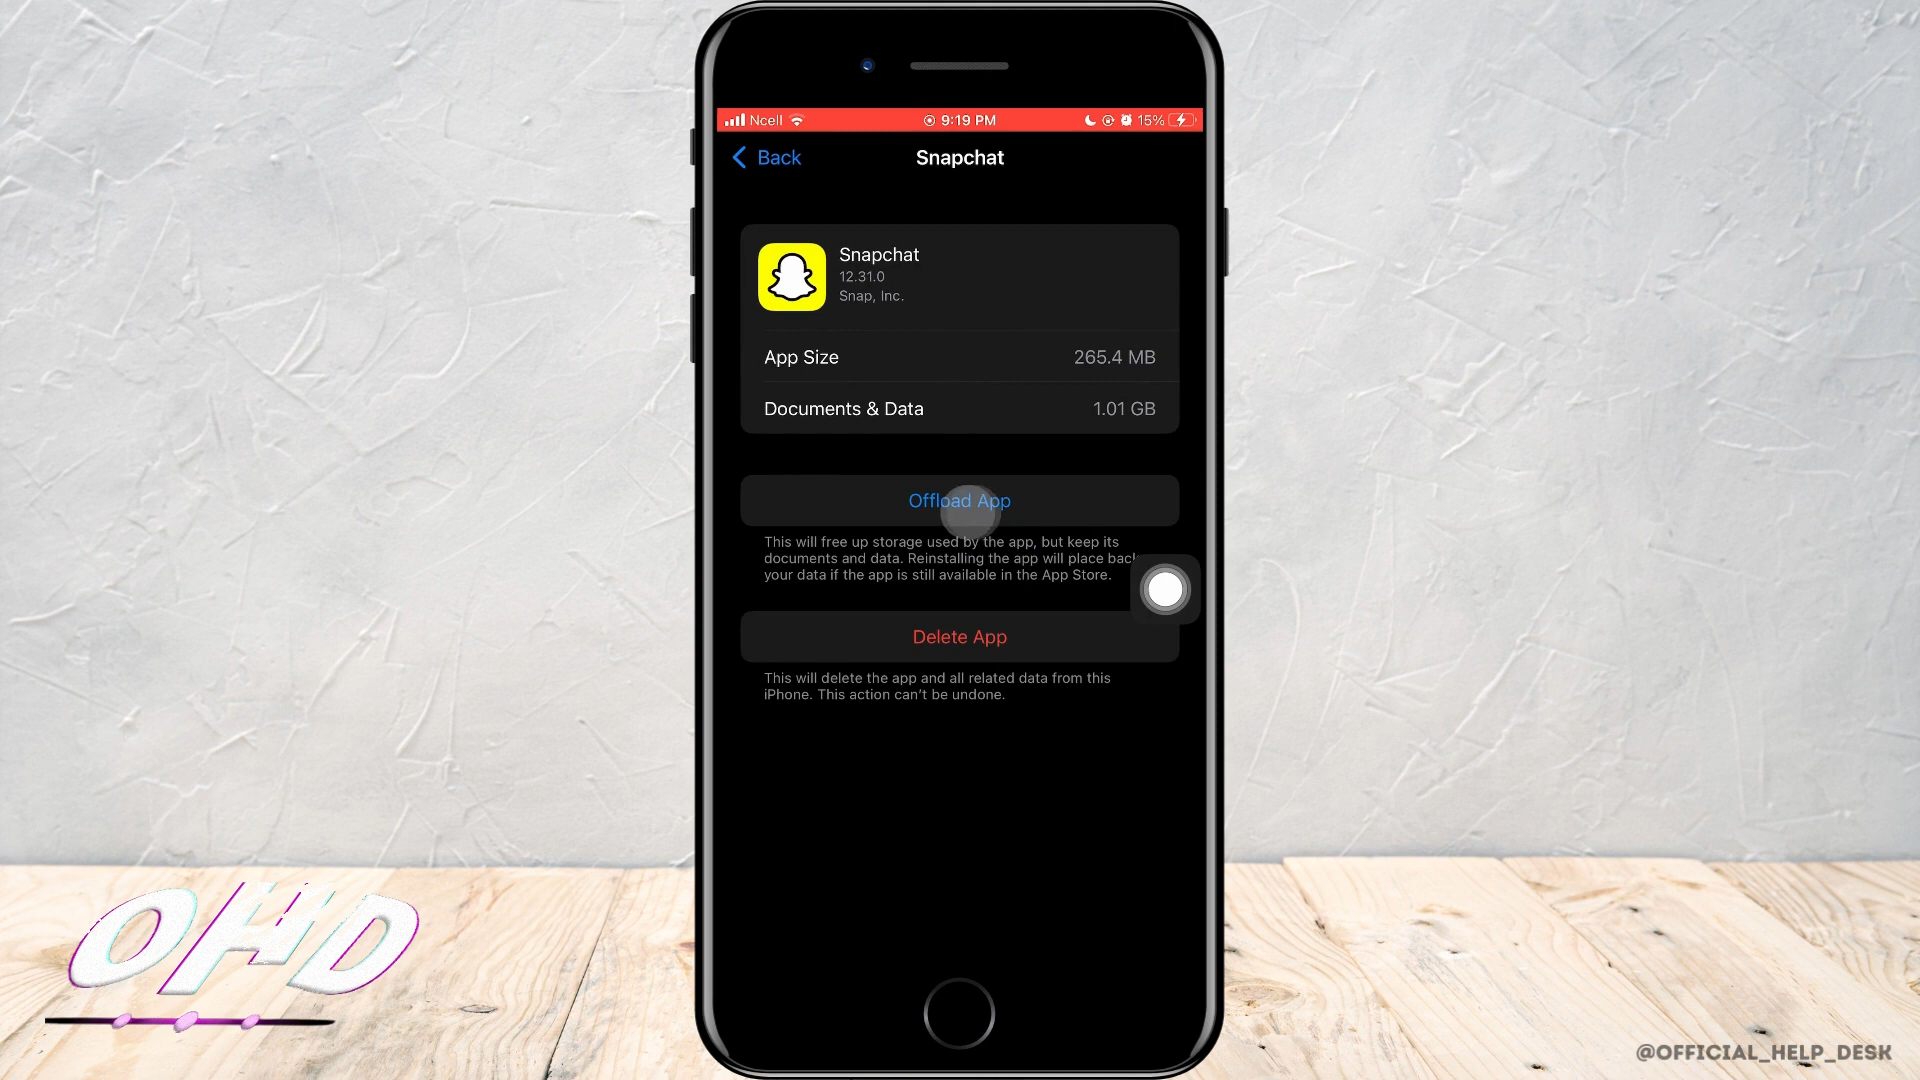 Ncell 9:19 PM 15%
Back Snapchat
Snapchat
12.31.0
Snap, Inc.
App Size 265.4 MB
Documents & Data 1.01 GB
Offload App
This will free up storage used by the app, but keep its
documents and data. Reinstalling the app will place back
your data if the app is still available in the App Store.
Delete App
This will delete the app and all related data from this
iPhone. This action can't be undone.
OHD
@OFFICIAL_HELP_DESK